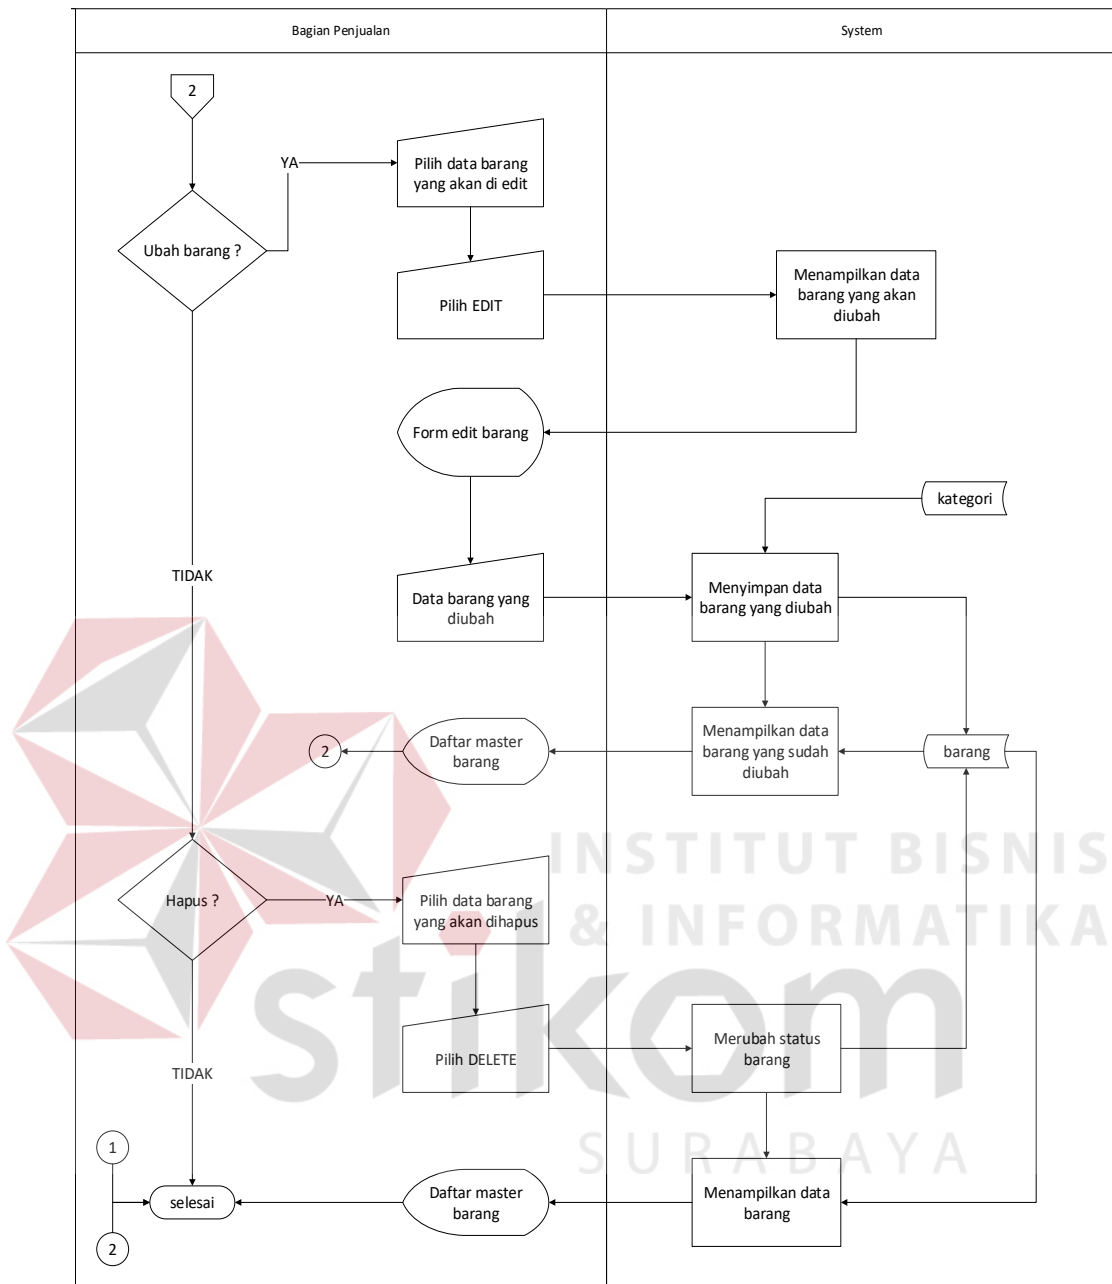 Bagian Penjualan
System
2
YA
Pilih data barang
yang akan di edit
Ubah barang ?
Pilih EDIT
Menampilkan data
barang yang akan
diubah
Form edit barang
kategori
TIDAK
Data barang yang
diubah
Menyimpan data
barang yang diubah
2
Daftar master
barang
Menampilkan data
barang yang sudah
diubah
barang
INSTITUT BISNIS
& INFORMATIKA
stikom
SURABAYA
Hapus ?
YA
Pilih data barang
yang akan dihapus
Pilih DELETE
Merubah status
barang
TIDAK
1
selesai
2
Daftar master
barang
Menampilkan data
barang